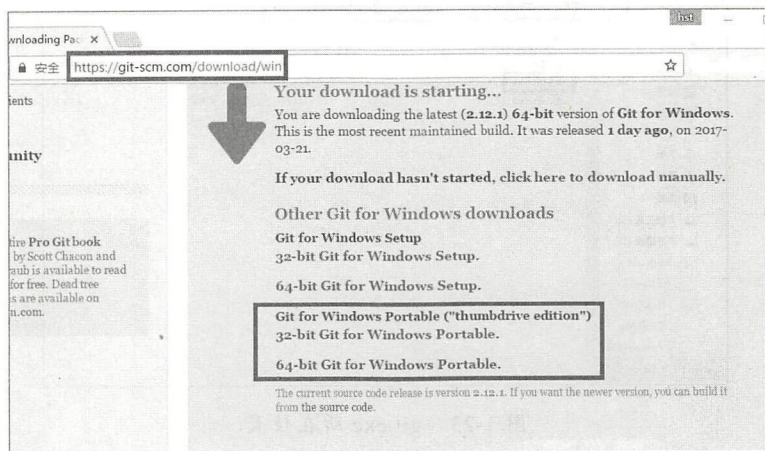 hst
wnloading Pac ×
安全 https://git-scm.com/download/win
ients
unity
tire Pro Git book
by Scott Chacon and
aub is available to read
for free. Dead tree
s are available on
n.com.
Your download is starting...
You are downloading the latest (2.12.1) 64-bit version of Git for Windows.
This is the most recent maintained build. It was released 1 day ago, on 2017-
03-21.
If your download hasn't started, click here to download manually.
Other Git for Windows downloads
Git for Windows Setup
32-bit Git for Windows Setup.
64-bit Git for Windows Setup.
Git for Windows Portable ("thumbdrive edition")
32-bit Git for Windows Portable.
64-bit Git for Windows Portable.
The current source code release is version 2.12.1. If you want the newer version, you can build it
from the source code.